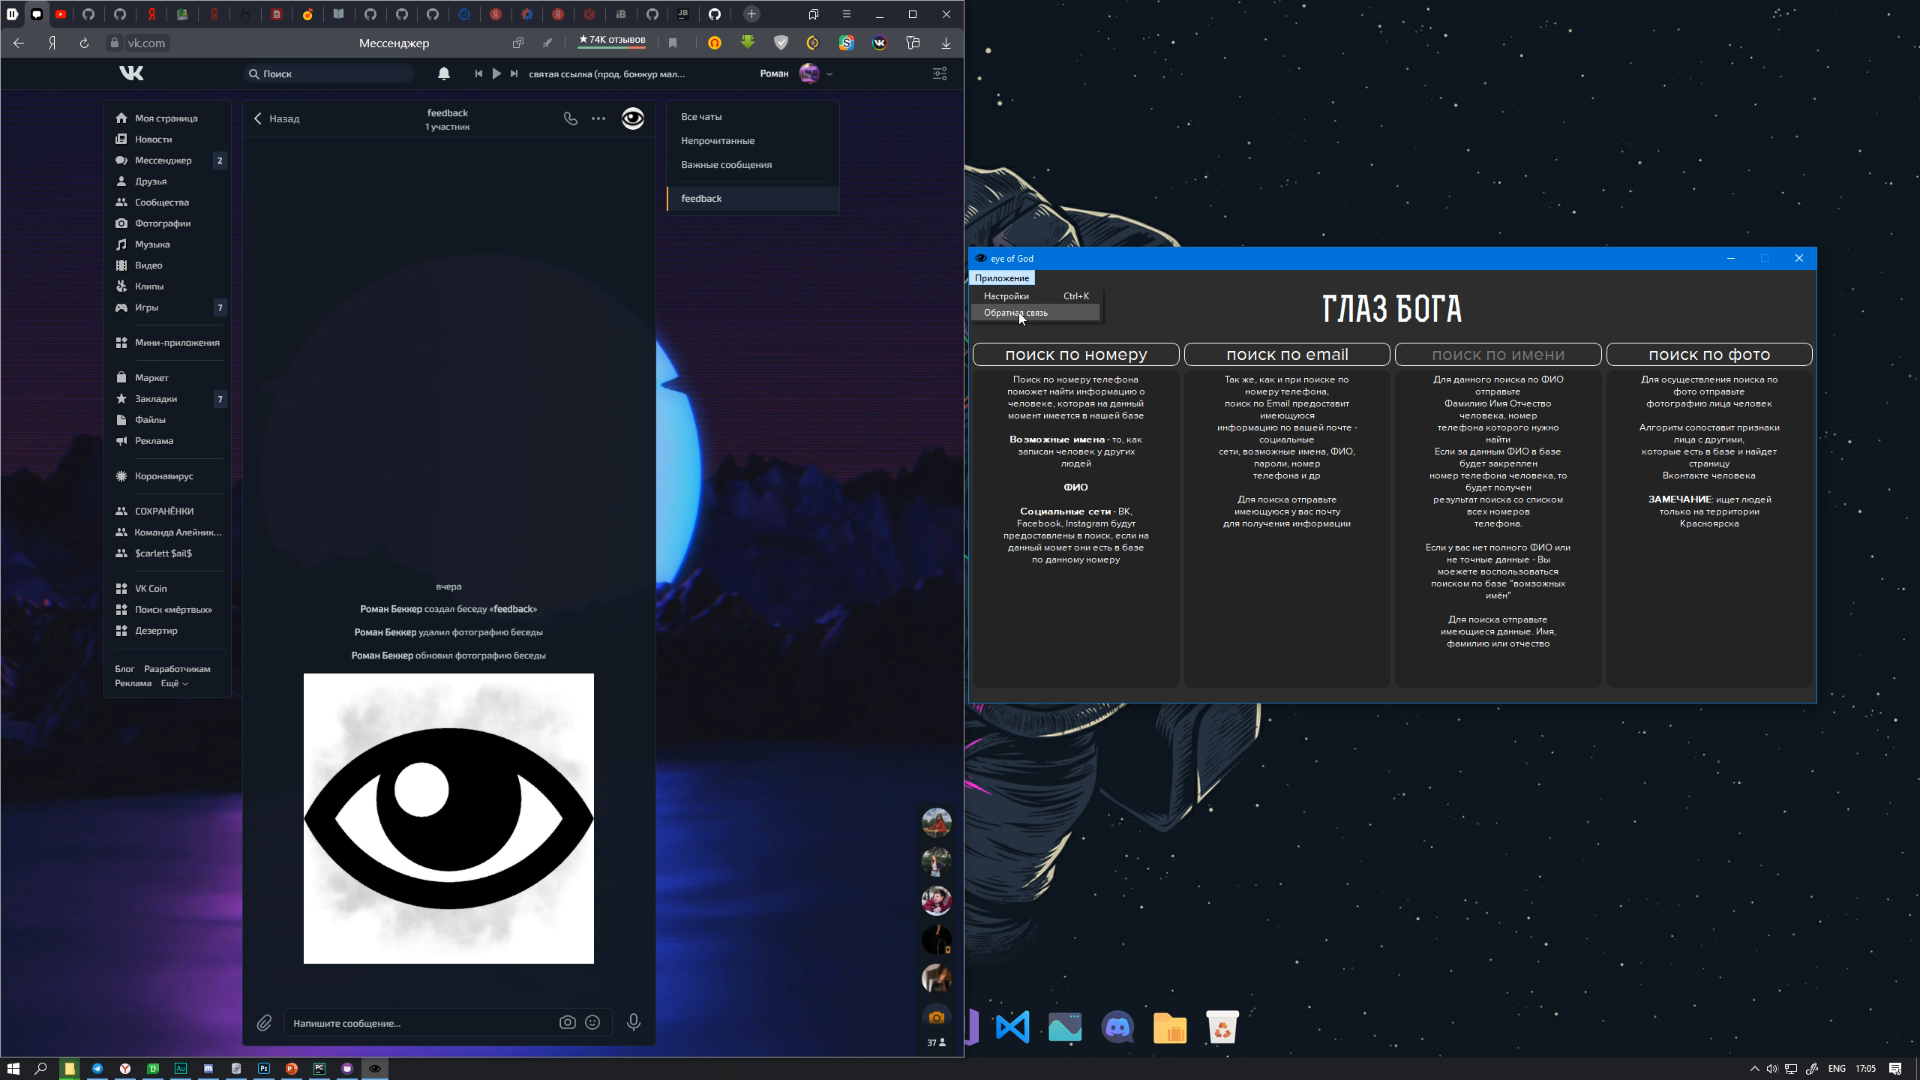 vk.com
Мессенджер
★ 74K отзывов
Поиск
святая ссылка (прод. бонжур мал...
Роман
Моя страница
Новости
Мессенджер 2
Друзья
Сообщества
Фотографии
Музыка
Видео
Клипы
Игры 7
Мини-приложения
Маркет
Закладки 7
Файлы
Реклама
Коронавирус
СОХРАНЁНКИ
Команда Алейник...
$carlett $ail$
VK Coin
Поиск «мёртвых»
Дезертир
Блог Разработчикам
Реклама Ещё
Назад
feedback
1 участник
вчера
Роман Беккер создал беседу «feedback»
Роман Беккер удалил фотографию беседы
Роман Беккер обновил фотографию беседы
Напишите сообщение...
Все чаты
Непрочитанные
Важные сообщения
feedback
37
eye of God
Приложение
Настройки Ctrl+K
Обратная связь
ГЛАЗ БОГА
поиск по номеру
Поиск по номеру телефона
поможет найти информацию о
человеке, которая на данный
момент имеется в нашей базе
Возможные имена - то, как
записан человек у других
людей
ФИО
Социальные сети - ВК,
Facebook, Instagram будут
предоставлены в поиск, если на
данный момет они есть в базе
по данному номеру
поиск по email
Так же, как и при поиске по
номеру телефона,
поиск по Email предоставит
имеющуюся
информацию по вашей почте -
социальные
сети, возможные имена, ФИО,
пароли, номер
телефона и др
Для поиска отправьте
имеющуюся у вас почту
для получения информации
поиск по имени
Для данного поиска по ФИО
отправьте
Фамилию Имя Отчество
человека, номер
телефона которого нужно
найти
Если за данным ФИО в базе
будет закреплен
номер телефона человека, то
будет получен
результат поиска со списком
всех номеров
телефона.
Если у вас нет полного ФИО или
не точные данные - Вы
моежете воспользоваться
поиском по базе "вомзожных
имён"
Для поиска отправьте
имеющиеся данные. Имя,
фамилию или отчество
поиск по фото
Для осуществления поиска по
фото отправьте
фотографию лица человек
Алгоритм сопоставит признаки
лица с другими,
которые есть в базе и найдет
страницу
Вконтакте человека
ЗАМЕЧАНИЕ: ищет людей
только на территории
Красноярска
ENG 17:05